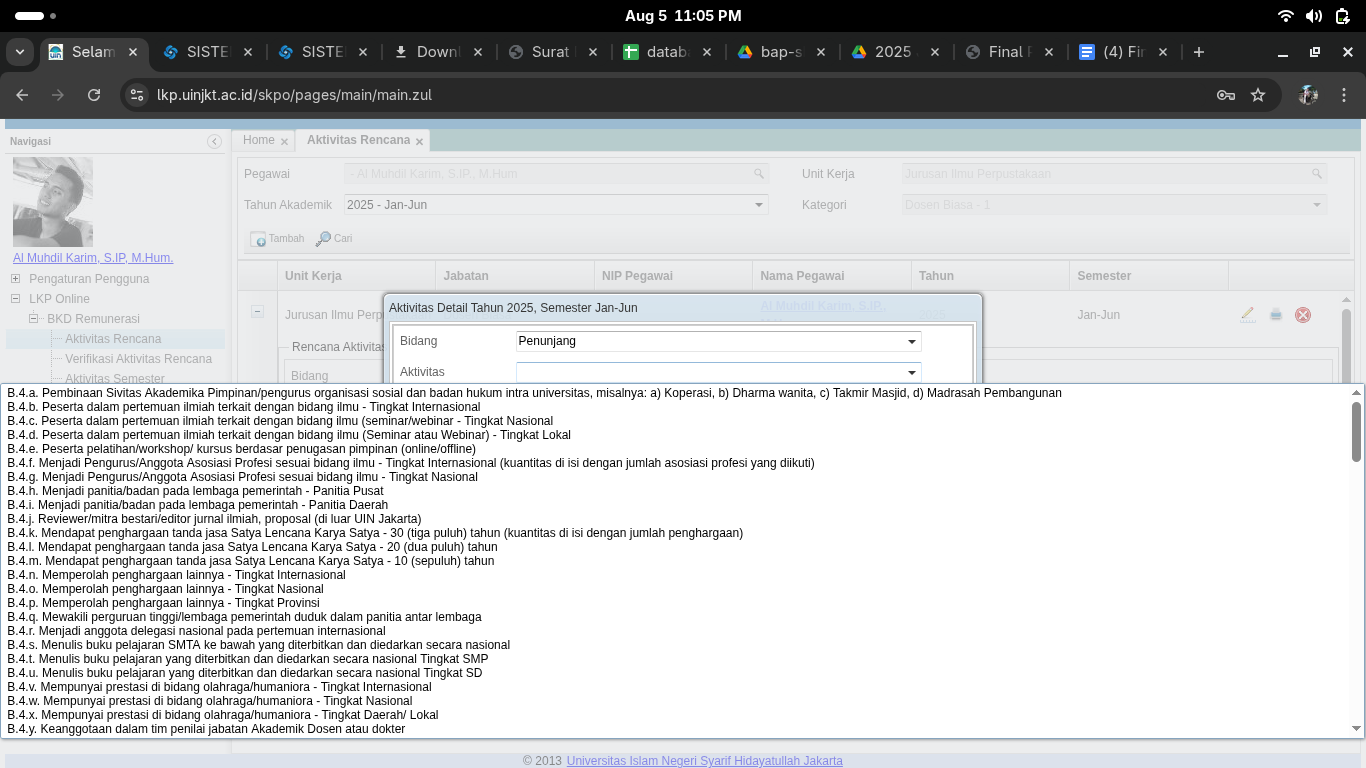 Aug 5 11:05 PM
Selam
SISTE
SISTE
Downl
Surat
datab
bap-s
2025
Final F
(4) Fir
lkp.uinjkt.ac.id/skpo/pages/main/main.zul
Navigasi
Home
Aktivitas Rencana
Pegawai
- Al Muhdil Karim, S.IP., M.Hum
Unit Kerja
Jurusan Ilmu Perpustakaan
Tahun Akademik
2025 - Jan-Jun
Kategori
Dosen Biasa - 1
Tambah
Cari
Al Muhdil Karim, S.IP, M.Hum.
Pengaturan Pengguna
LKP Online
BKD Remunerasi
Aktivitas Rencana
Verifikasi Aktivitas Rencana
Aktivitas Semester
Unit Kerja
Jabatan
NIP Pegawai
Nama Pegawai
Tahun
Semester
Jurusan Ilmu Perp
Al Muhdil Karim, S.IP.,
2025
Jan-Jun
Rencana Aktivitas
Bidang
Aktivitas Detail Tahun 2025, Semester Jan-Jun
Bidang
Penunjang
Aktivitas
B.4.a. Pembinaan Sivitas Akademika Pimpinan/pengurus organisasi sosial dan badan hukum intra universitas, misalnya: a) Koperasi, b) Dharma wanita, c) Takmir Masjid, d) Madrasah Pembangunan
B.4.b. Peserta dalam pertemuan ilmiah terkait dengan bidang ilmu - Tingkat Internasional
B.4.c. Peserta dalam pertemuan ilmiah terkait dengan bidang ilmu (seminar/webinar - Tingkat Nasional
B.4.d. Peserta dalam pertemuan ilmiah terkait dengan bidang ilmu (Seminar atau Webinar) - Tingkat Lokal
B.4.e. Peserta pelatihan/workshop/ kursus berdasar penugasan pimpinan (online/offline)
B.4.f. Menjadi Pengurus/Anggota Asosiasi Profesi sesuai bidang ilmu - Tingkat Internasional (kuantitas di isi dengan jumlah asosiasi profesi yang diikuti)
B.4.g. Menjadi Pengurus/Anggota Asosiasi Profesi sesuai bidang ilmu - Tingkat Nasional
B.4.h. Menjadi panitia/badan pada lembaga pemerintah - Panitia Pusat
B.4.i. Menjadi panitia/badan pada lembaga pemerintah - Panitia Daerah
B.4.j. Reviewer/mitra bestari/editor jurnal ilmiah, proposal (di luar UIN Jakarta)
B.4.k. Mendapat penghargaan tanda jasa Satya Lencana Karya Satya - 30 (tiga puluh) tahun (kuantitas di isi dengan jumlah penghargaan)
B.4.l. Mendapat penghargaan tanda jasa Satya Lencana Karya Satya - 20 (dua puluh) tahun
B.4.m. Mendapat penghargaan tanda jasa Satya Lencana Karya Satya - 10 (sepuluh) tahun
B.4.n. Memperolah penghargaan lainnya - Tingkat Internasional
B.4.o. Memperolah penghargaan lainnya - Tingkat Nasional
B.4.p. Memperolah penghargaan lainnya - Tingkat Provinsi
B.4.q. Mewakili perguruan tinggi/lembaga pemerintah duduk dalam panitia antar lembaga
B.4.r. Menjadi anggota delegasi nasional pada pertemuan internasional
B.4.s. Menulis buku pelajaran SMTA ke bawah yang diterbitkan dan diedarkan secara nasional
B.4.t. Menulis buku pelajaran yang diterbitkan dan diedarkan secara nasional Tingkat SMP
B.4.u. Menulis buku pelajaran yang diterbitkan dan diedarkan secara nasional Tingkat SD
B.4.v. Mempunyai prestasi di bidang olahraga/humaniora - Tingkat Internasional
B.4.w. Mempunyai prestasi di bidang olahraga/humaniora - Tingkat Nasional
B.4.x. Mempunyai prestasi di bidang olahraga/humaniora - Tingkat Daerah/ Lokal
B.4.y. Keanggotaan dalam tim penilai jabatan Akademik Dosen atau dokter
© 2013 Universitas Islam Negeri Syarif Hidayatullah Jakarta